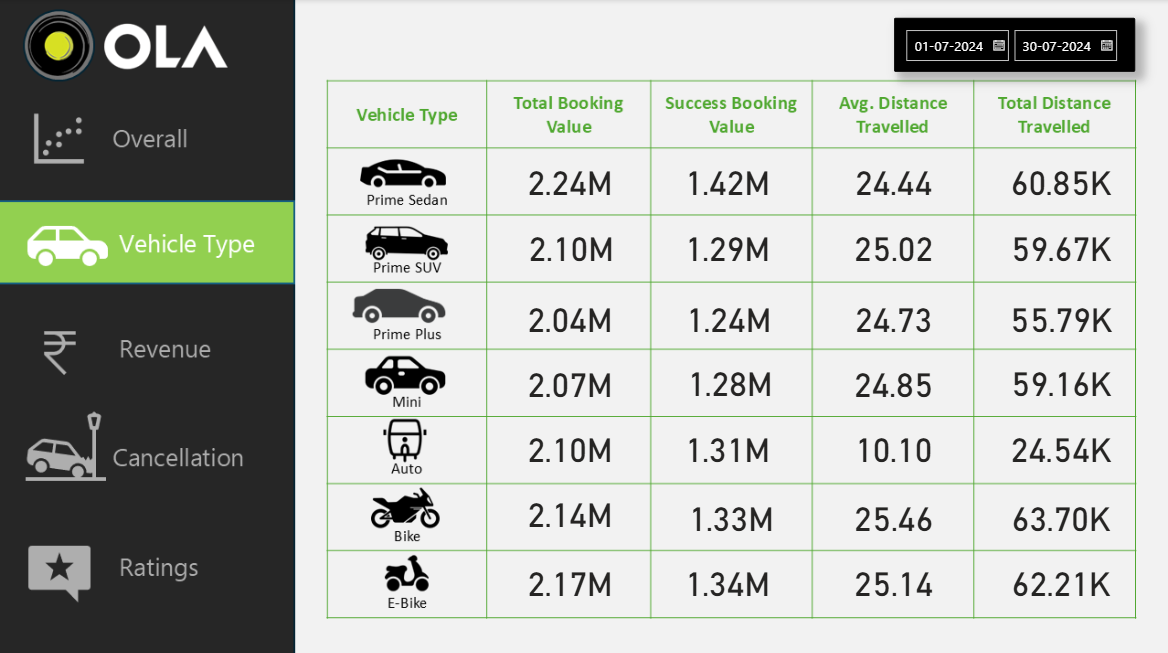 OLA
01-07-2024 30-07-2024
Overall
Vehicle Type
Revenue
Cancellation
Ratings
Vehicle Type Total Booking Value Success Booking Value Avg. Distance Travelled Total Distance Travelled
Prime Sedan 2.24M 1.42M 24.44 60.85K
Prime SUV 2.10M 1.29M 25.02 59.67K
Prime Plus 2.04M 1.24M 24.73 55.79K
Mini 2.07M 1.28M 24.85 59.16K
Auto 2.10M 1.31M 10.10 24.54K
Bike 2.14M 1.33M 25.46 63.70K
E-Bike 2.17M 1.34M 25.14 62.21K